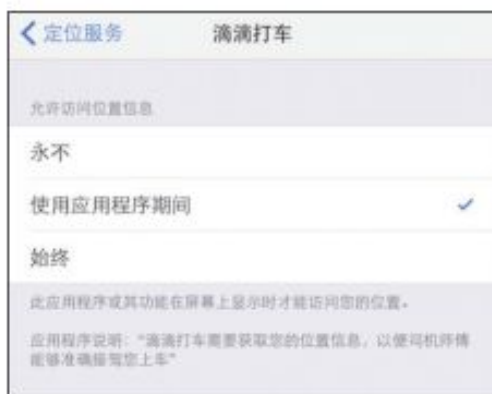 定位服务 滴滴打车
允许访问位置信息
永不
使用应用程序期间
始终
此应用程序或其功能在屏幕上显示时才能访问您的位置。
应用程序说明：“滴滴打车需要获取您的位置信息，以便司机师傅
能够准确接驾您上车”